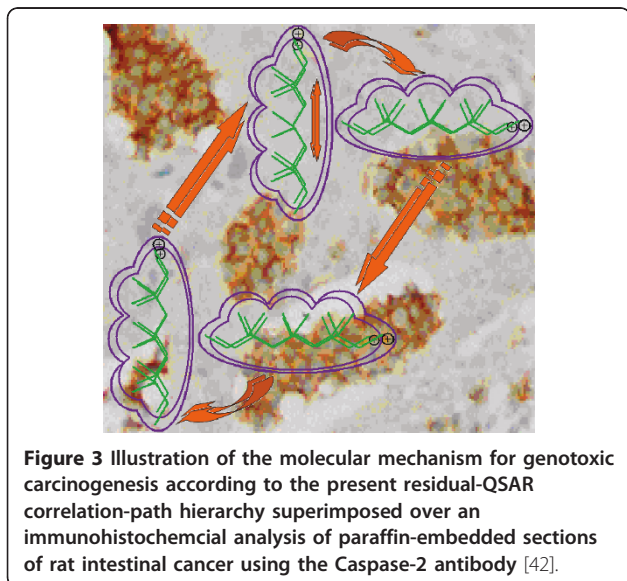 Figure 3 Illustration of the molecular mechanism for genotoxic
carcinogenesis according to the present residual-QSAR
correlation-path hierarchy superimposed over an
immunohistochemcial analysis of paraffin-embedded sections
of rat intestinal cancer using the Caspase-2 antibody [42].